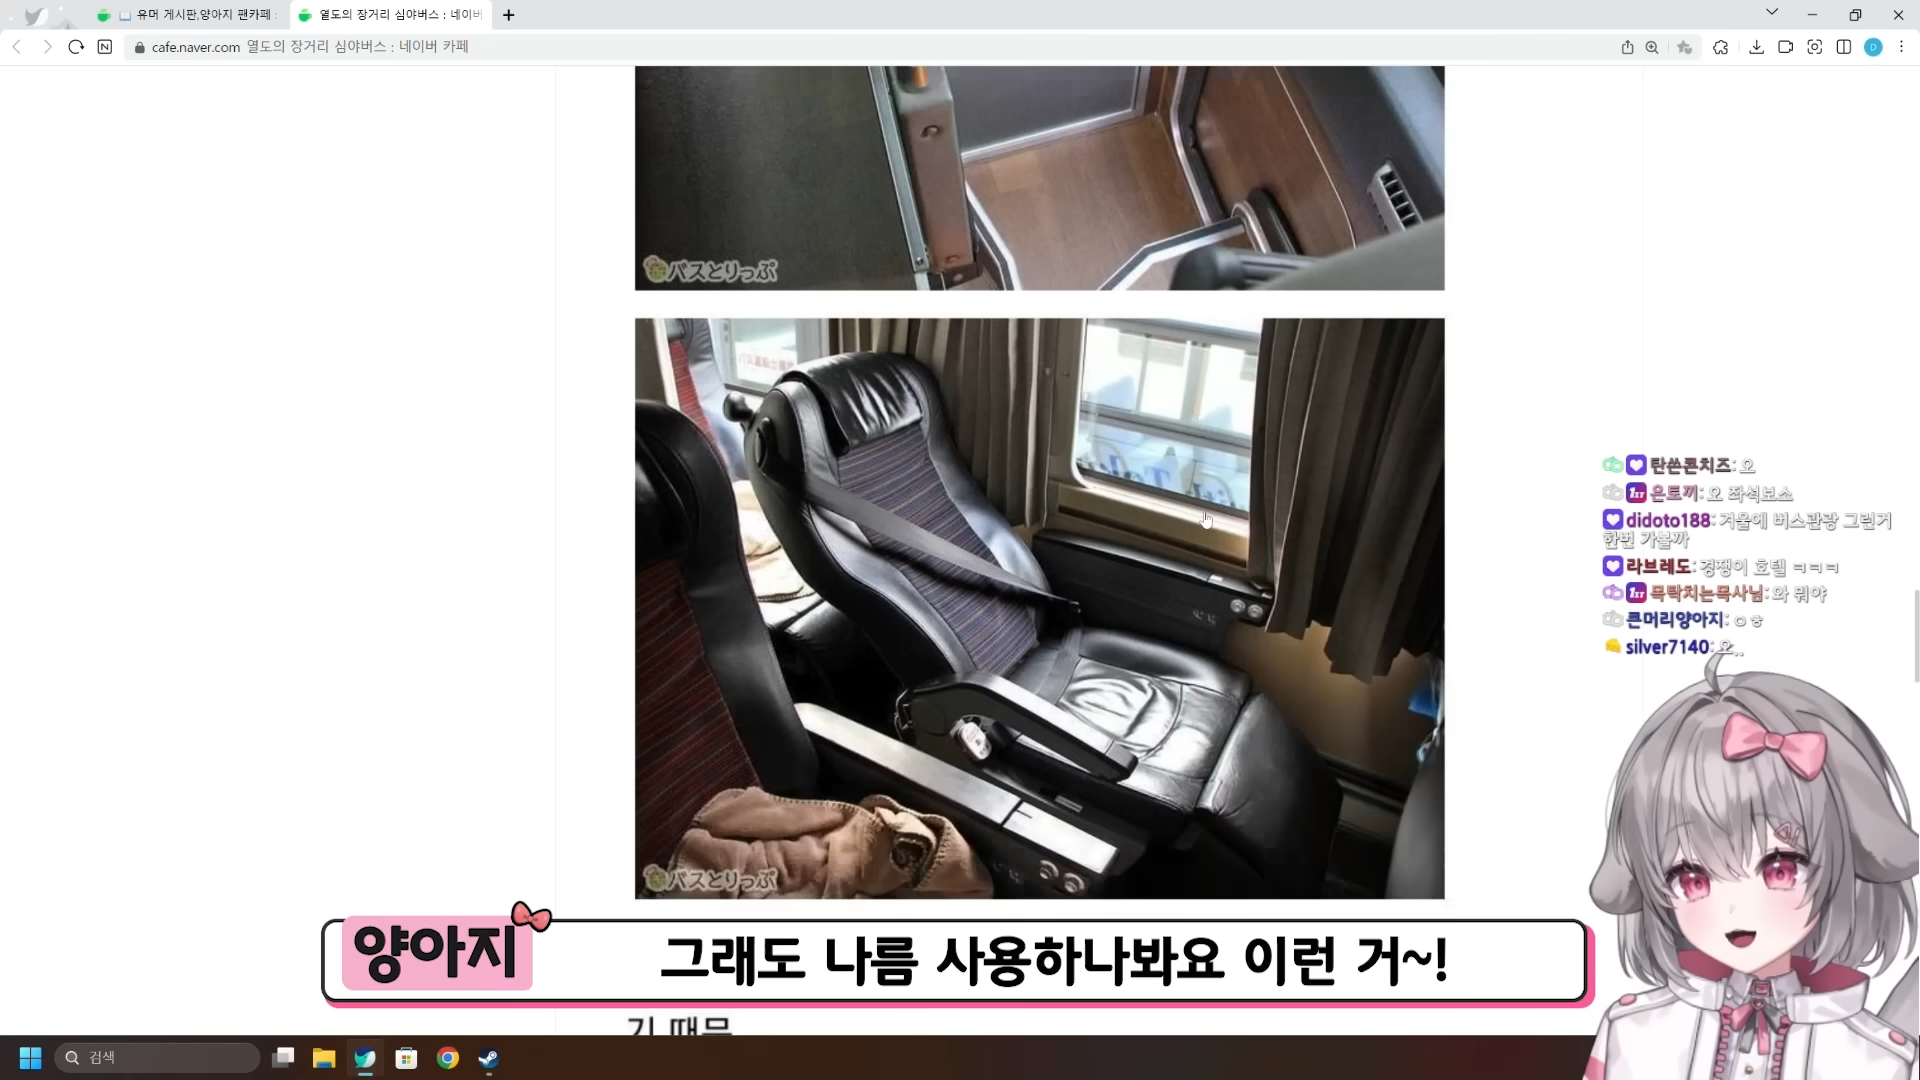 유머 게시판,양아지 팬카페 :
열도의 장거리 심야버스 : 네이버
cafe.naver.com 열도의 장거리 심야버스 : 네이버 카페
バスとりっぷ
탄쓴콘치즈: 오
은토끼: 오 좌석보소
didoto188: 겨울에 버스관광 그런거
한번 가볼까
라브레도: 경쟁이 호텔 ㅋㅋㅋ
목탁치는목사님: 와 뭐야
큰머리양아지: ㅇㅎ
silver7140: 오..
バスとりっぷ
양아지
그래도 나름 사용하나봐요 이런 거~!
기 때문
검색